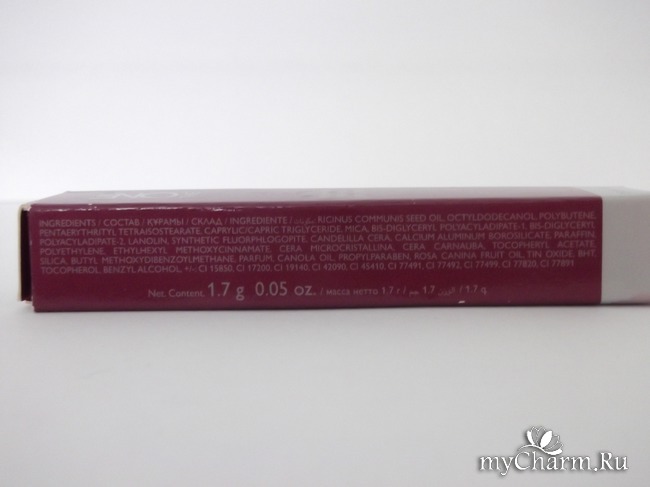 INGREDIENTS / СОСТАВ / ҚҰРАМЫ / СКЛАД / INGREDIENTE / RICINUS COMMUNIS SEED OIL, OCTYLDODECANOL, POLYBUTENE,
PENTAERYTHRITYL TETRAISOSTEARATE, CAPRYLIC/CAPRIC TRIGLYCERIDE, MICA, BIS-DIGLYCERYL POLYACYLADIPATE-1, BIS-DIGLYCERYL
POLYACYLADIPATE-2, LANOLIN, SYNTHETIC FLUORPHLOGOPITE, CANDELILLA CERA, CALCIUM ALUMINUM BOROSILICATE, PARAFFIN,
POLYETHYLENE, ETHYLHEXYL METHOXYCINNAMATE, CERA MICROCRISTALLINA, CERA CARNAUBA, TOCOPHERYL ACETATE,
SILICA, BUTYL METHOXYDIBENZOYLMETHANE, PARFUM, CANOLA OIL, PROPYLPARABEN, ROSA CANINA FRUIT OIL, TIN OXIDE, BHT,
TOCOPHEROL, BENZYL ALCOHOL, +/-: CI 15850, CI 17200, CI 19140, CI 42090, CI 45410, CI 77491, CI 77492, CI 77499, CI 77820, CI 77891
Net. Content. 1.7 g 0.05 oz. / МАССА НЕТТО 1.7 г / 1.7 / 1.7 g
myCharm.Ru